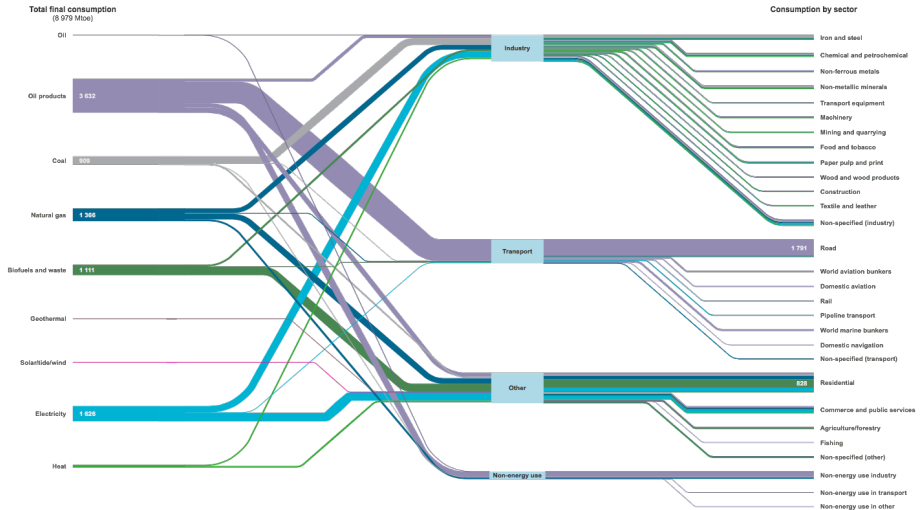 Total final consumption
(8 979 Mtoe)
Consumption by sector
Oil
Oil products
3 632
Coal
909
Natural gas
1 366
Biofuels and waste
1 111
Geothermal
Solar/tide/wind
Electricity
1 626
Heat
Industry
Transport
Other
Non-energy use
Iron and steel
Chemical and petrochemical
Non-ferrous metals
Non-metallic minerals
Transport equipment
Machinery
Mining and quarrying
Food and tobacco
Paper pulp and print
Wood and wood products
Construction
Textile and leather
Non-specified (industry)
1 791
Road
World aviation bunkers
Domestic aviation
Rail
Pipeline transport
World marine bunkers
Domestic navigation
Non-specified (transport)
828
Residential
Commerce and public services
Agriculture/forestry
Fishing
Non-specified (other)
Non-energy use industry
Non-energy use in transport
Non-energy use in other